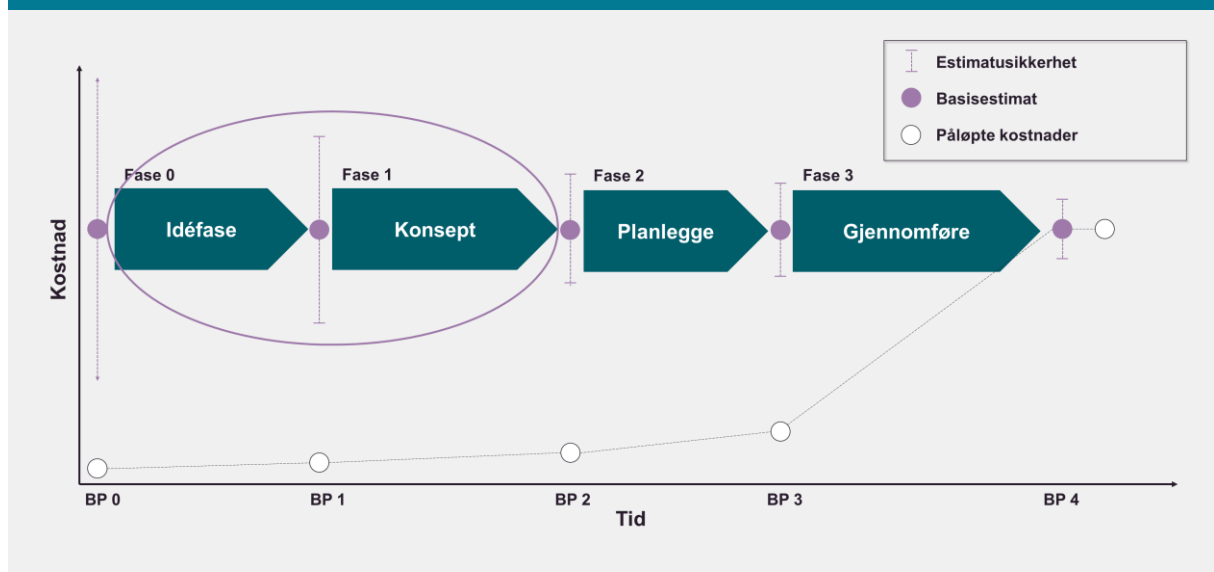 Estimatusikkerhet
Basisestimat
Påløpte kostnader
Fase 0
Fase 1
Fase 2
Fase 3
Idéfase
Konsept
Planlegge
Gjennomføre
Kostnad
BP 0
BP 1
BP 2
BP 3
BP 4
Tid